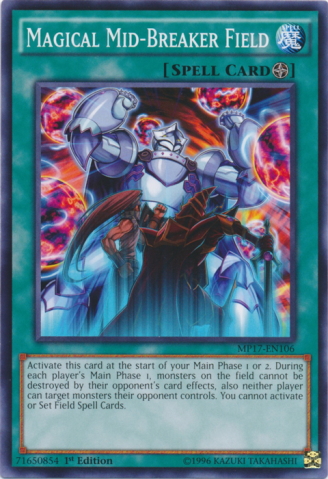 MAGICAL MID-BREAKER FIELD
[SPELL CARD]
MP17-EN106
Activate this card at the start of your Main Phase 1 or 2. During
each player's Main Phase 1, monsters on the field cannot be
destroyed by their opponent's card effects, also neither player
can target monsters their opponent controls. You cannot activate
or Set Field Spell Cards.
71650854 1st Edition ©1996 KAZUKI TAKAHASHI